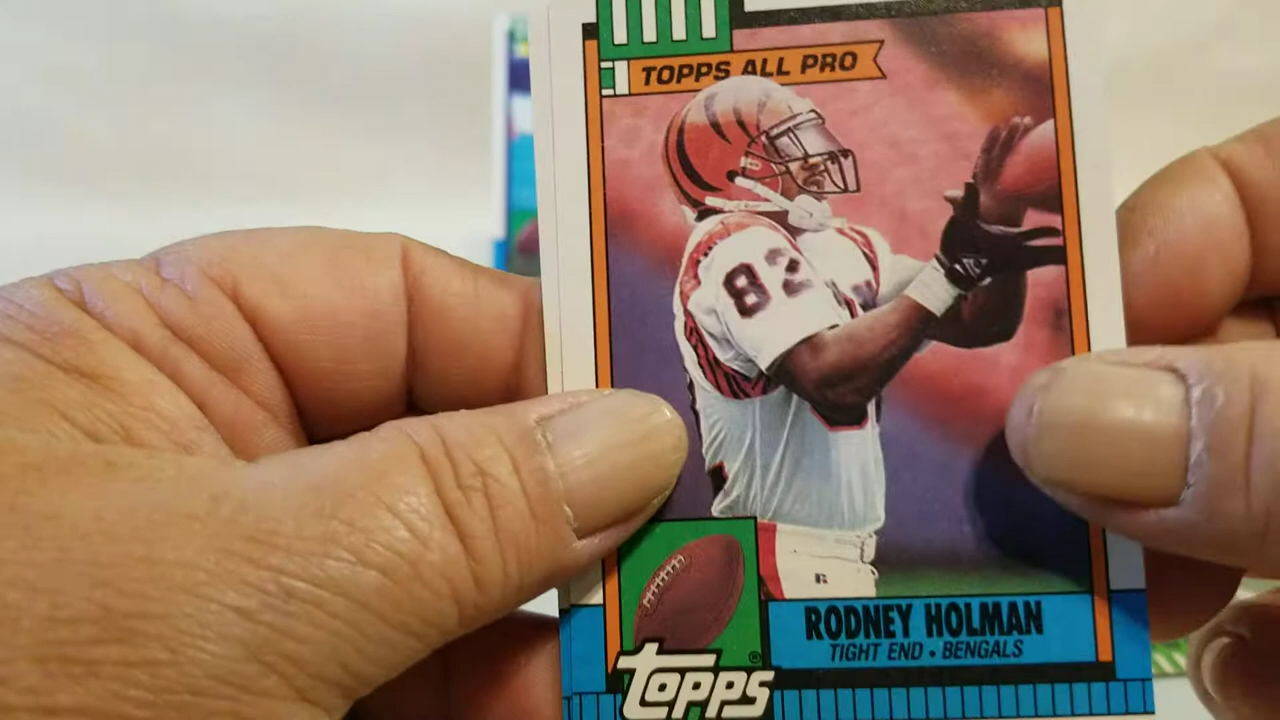 TOPPS ALL PRO
82
R
RODNEY HOLMAN
TIGHT END • BENGALS
topps®